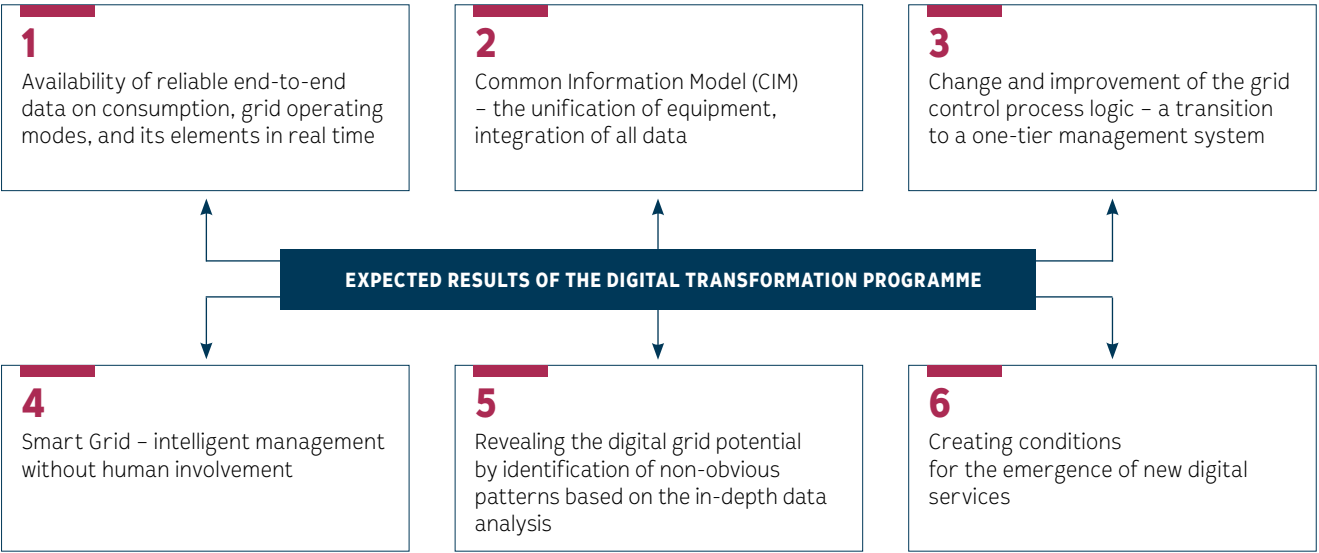 1
Availability of reliable end-to-end
data on consumption, grid operating
modes, and its elements in real time
2
Common Information Model (CIM)
– the unification of equipment,
integration of all data
3
Change and improvement of the grid
control process logic – a transition
to a one-tier management system
EXPECTED RESULTS OF THE DIGITAL TRANSFORMATION PROGRAMME
4
Smart Grid – intelligent management
without human involvement
5
Revealing the digital grid potential
by identification of non-obvious
patterns based on the in-depth data
analysis
6
Creating conditions
for the emergence of new digital
services